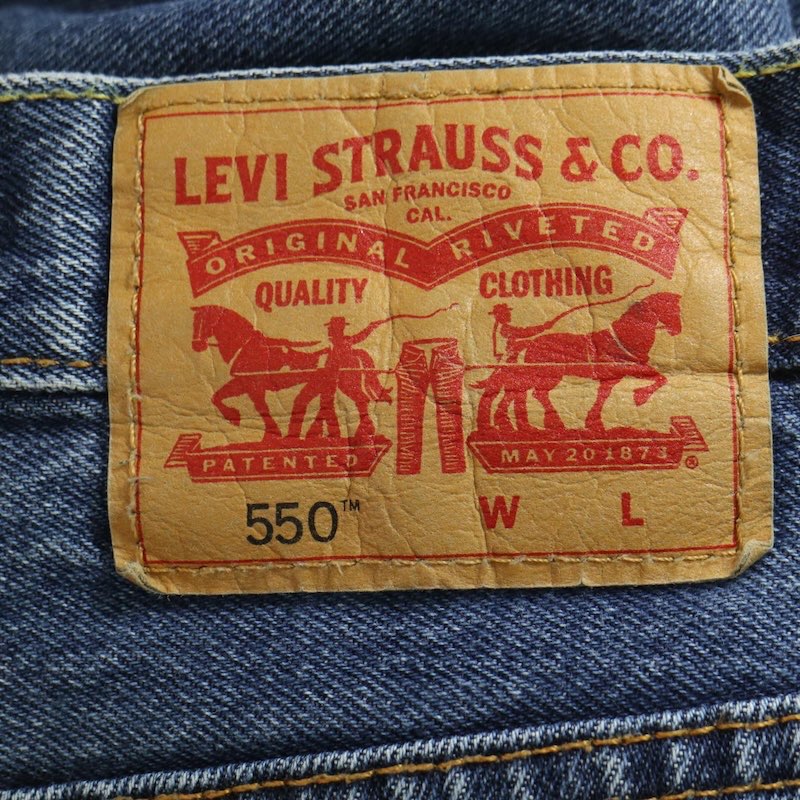 LEVI STRAUSS & CO.
SAN FRANCISCO
CAL.
ORIGINAL RIVETED
QUALITY CLOTHING
PATENTED MAY 20 1873 ®
550™ W L